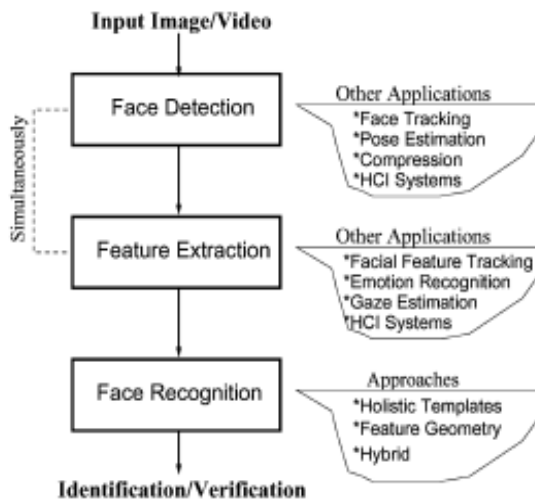 Input Image/Video
Face Detection
Other Applications
*Face Tracking
*Pose Estimation
*Compression
*HCI Systems
Simultaneously
Feature Extraction
Other Applications
*Facial Feature Tracking
*Emotion Recognition
*Gaze Estimation
*HCI Systems
Face Recognition
Approaches
*Holistic Templates
*Feature Geometry
*Hybrid
Identification/Verification